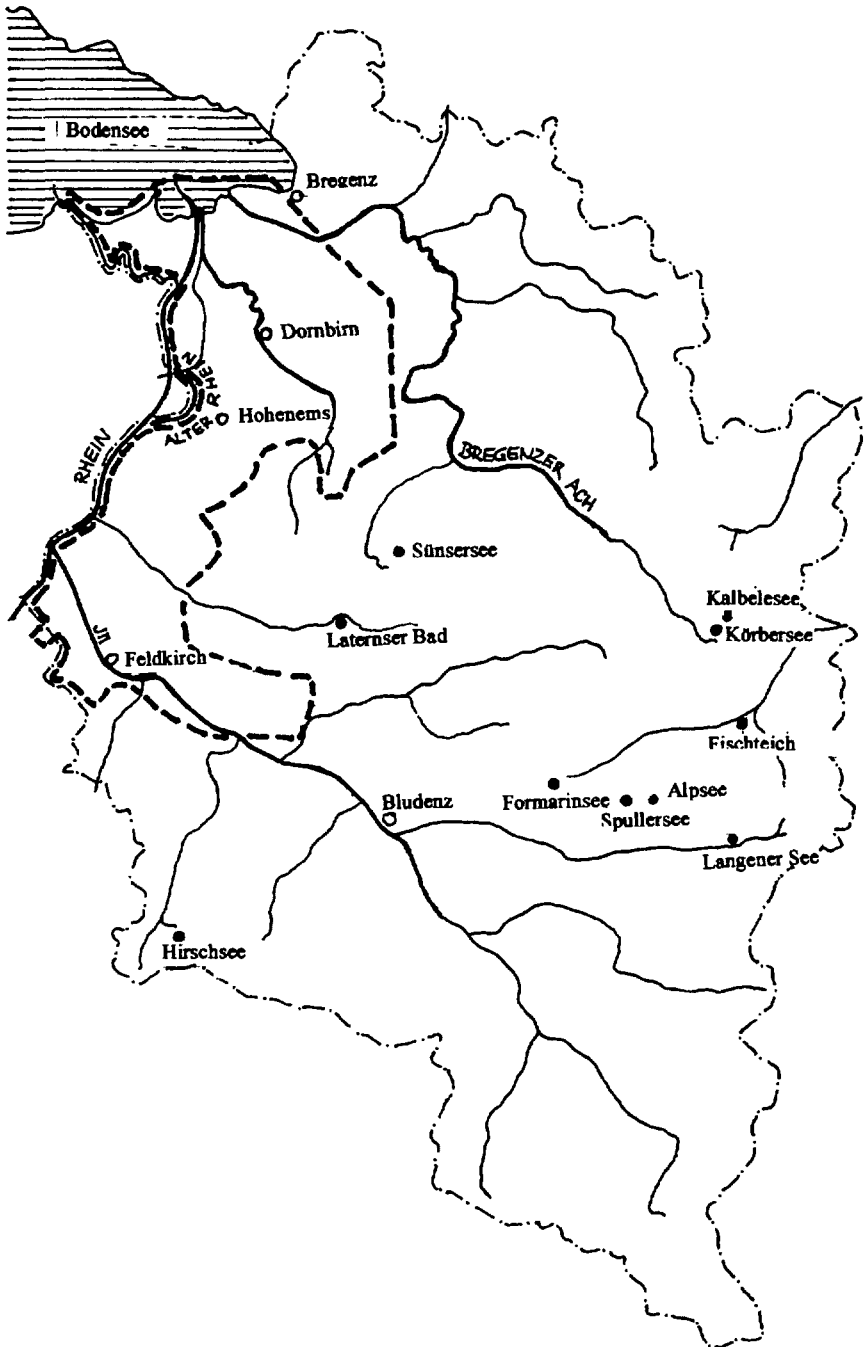 Bodensee
Bregenz
Dornbirn
RHEIN
ALTER RHEIN
Hohenems
BREGENZER ACH
Sünsersee
Kalbelesee
Körbersee
Laternser Bad
Jll
Feldkirch
Fischteich
Formarinsee
Alpsee
Spullersee
Bludenz
Langener See
Hirschsee